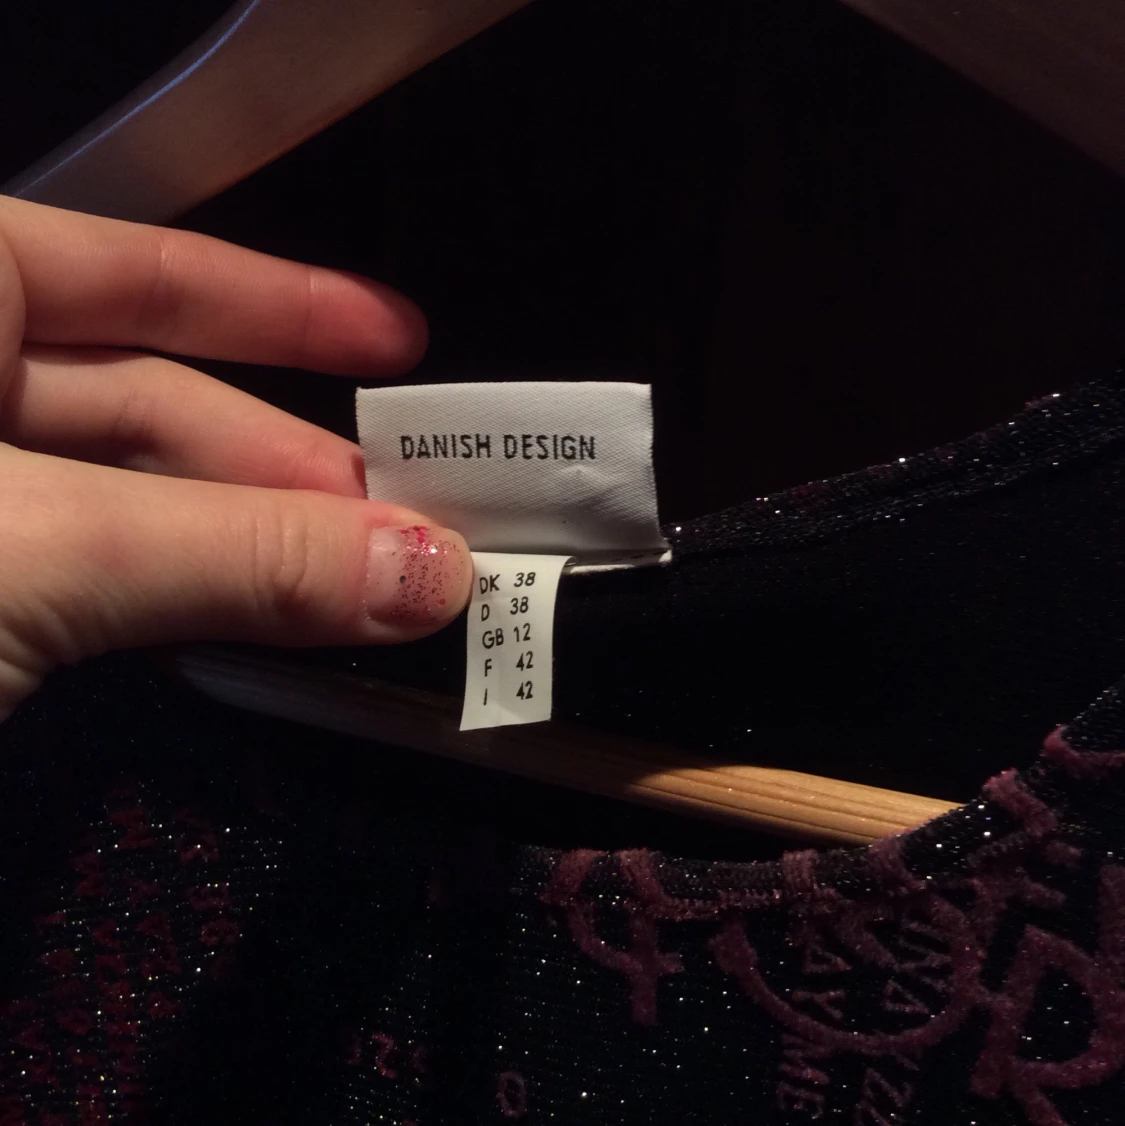 DANISH DESIGN
DK 38
D 38
GB 12
F 42
I 42